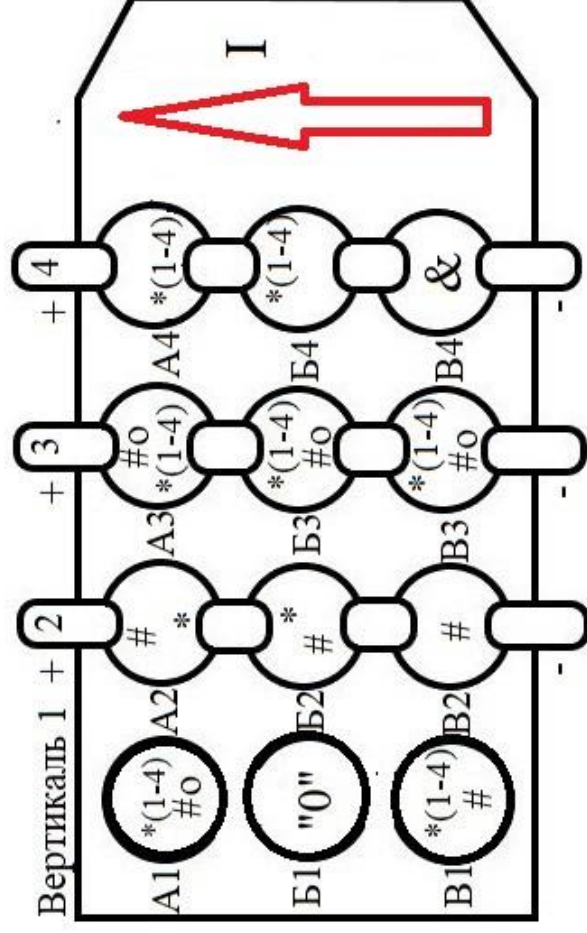 Вертикаль 1
+ 2
+ 3
+ 4
А1
*(1-4)
#o
А2
#
*
А3
#o
*(1-4)
А4
*(1-4)
I
Б1
"0"
Б2
*
#
Б3
*(1-4)
#o
Б4
*(1-4)
В1
*(1-4)
#
В2
#
В3
*(1-4)
#o
В4
&
-
-
-